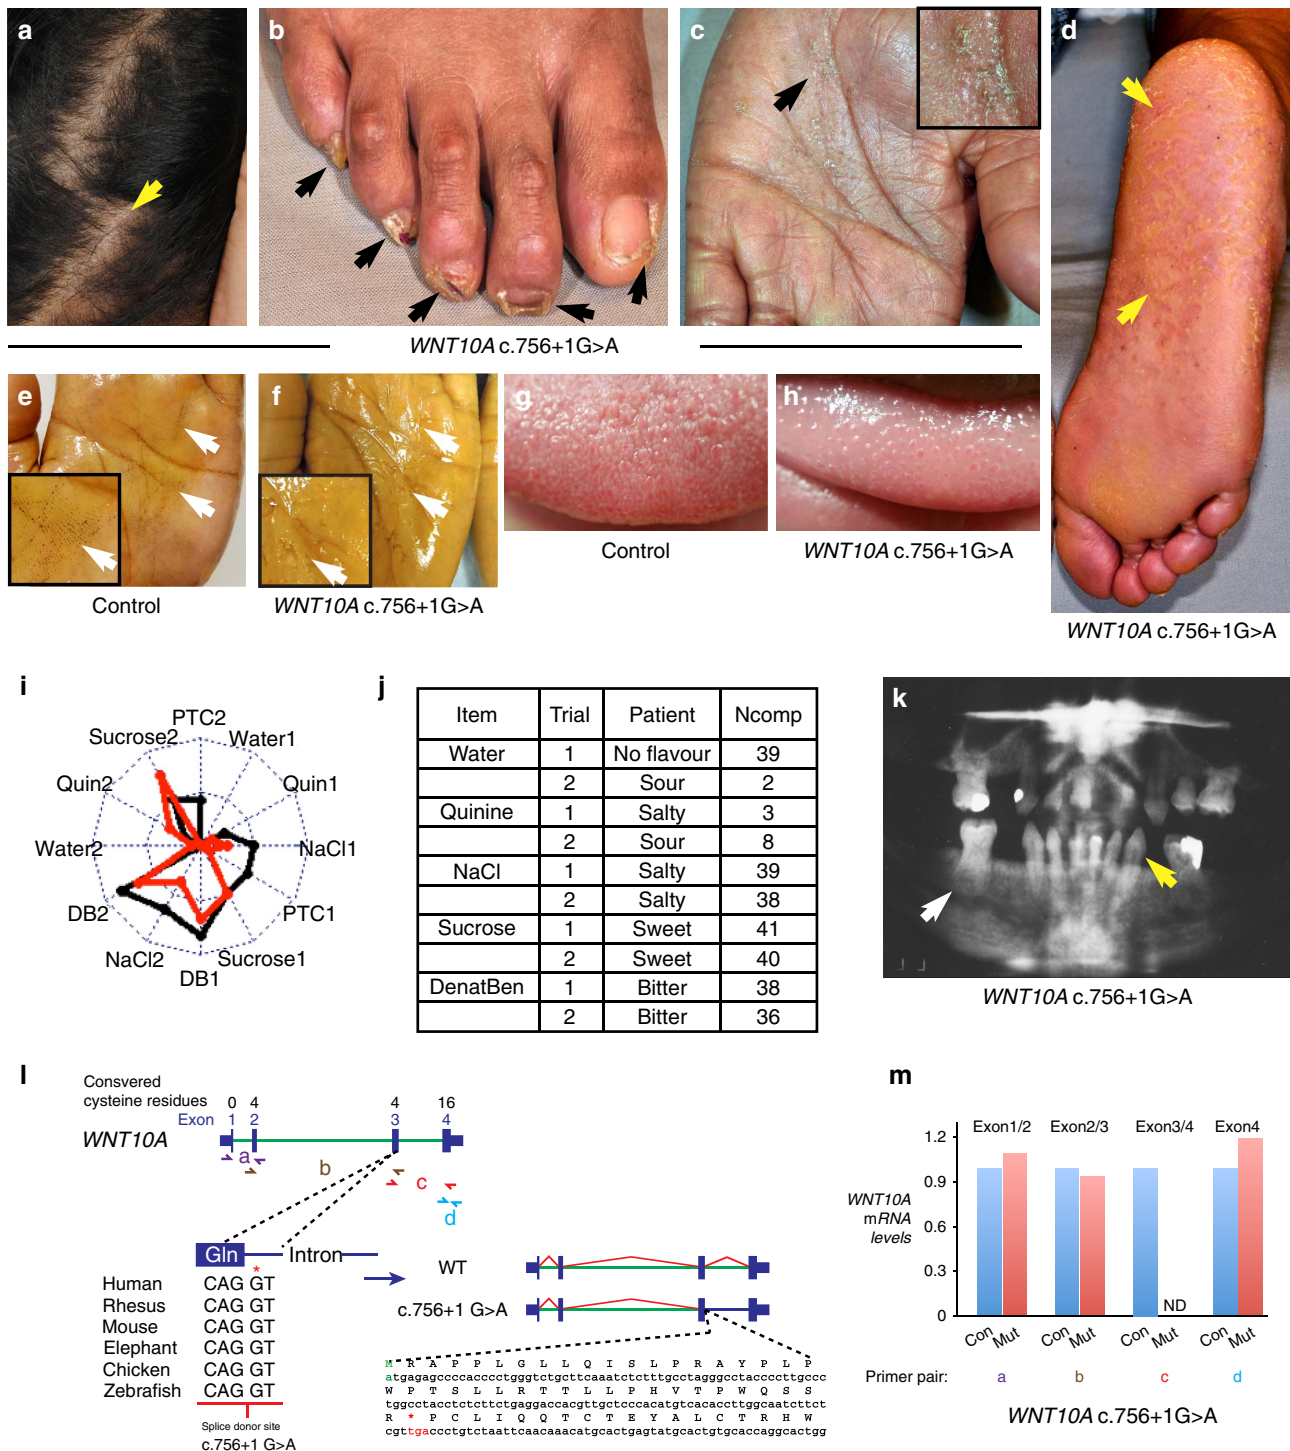 a
b
c
d
WNT10A c.756+1G>A
e
f
g
h
Control
WNT10A c.756+1G>A
Control
WNT10A c.756+1G>A
WNT10A c.756+1G>A
i
PTC2
Sucrose2
Water1
Quin2
Quin1
Water2
NaCl1
DB2
PTC1
NaCl2
Sucrose1
DB1
j
Item Trial Patient Ncomp
Water 1 No flavour 39
2 Sour 2
Quinine 1 Salty 3
2 Sour 8
NaCl 1 Salty 39
2 Salty 38
Sucrose 1 Sweet 41
2 Sweet 40
DenatBen 1 Bitter 38
2 Bitter 36
k
WNT10A c.756+1G>A
l
Consvered
cysteine residues 0 4 4 16
Exon 1 2 3 4
WNT10A
a
b
c
d
Gln Intron
*
Human CAG GT
Rhesus CAG GT
Mouse CAG GT
Elephant CAG GT
Chicken CAG GT
Zebrafish CAG GT
Splice donor site
c.756+1 G>A
WT
c.756+1 G>A
M R A P P L G L L Q I S L P R A Y P L P
atgagagccccacccctgggtctgcttcaaatctctttgcctagggcctaccccttgccc
W P T S L L R T T L L P H V T P W Q S S
tggcctacctctcttctgaggaccacgttgctcccacatgtcacaccttggcaatcttct
R * P C L I Q Q T C T E Y A L C T R H W
cgttgaccctgtctaattcaacaaacatgcactgagtatgcactgtgcaccaggcactgg
m
Exon1/2 Exon2/3 Exon3/4 Exon4
1.2
0.9
0.6
0.3
0
WNT10A
mRNA
levels
ND
Con Mut Con Mut Con Mut Con Mut
Primer pair: a b c d
WNT10A c.756+1G>A